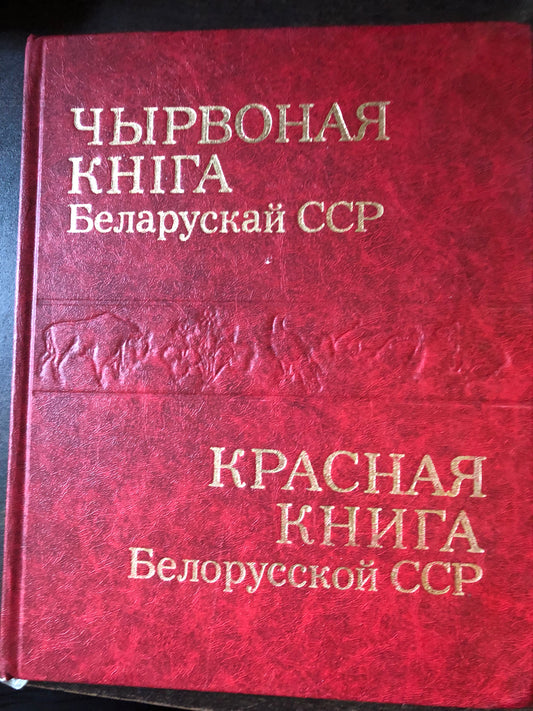 ЧЫРВОНАЯ
КНІГА
Беларускай ССР
КРАСНАЯ
КНИГА
Белорусской ССР